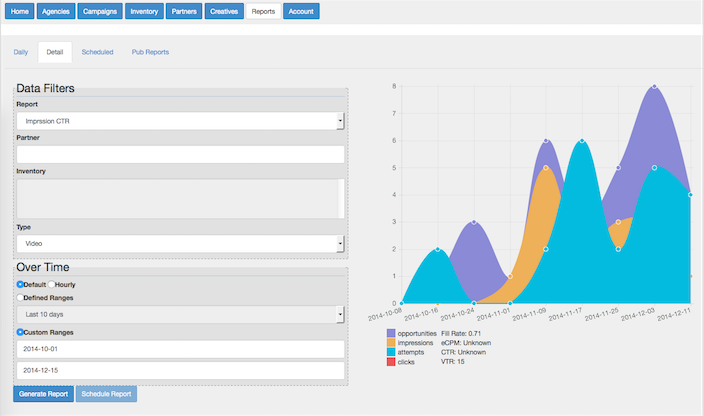 Home Agencies Campaigns Inventory Partners Creatives Reports Account
Daily Detail Scheduled Pub Reports
Data Filters
Report
Imprssion CTR
Partner
Inventory
Type
Video
Over Time
Default Hourly
Defined Ranges
Last 10 days
Custom Ranges
2014-10-01
2014-12-15
Generate Report Schedule Report
8
7
6
5
4
3
2
1
0
2014-10-08 2014-10-16 2014-10-24 2014-11-01 2014-11-09 2014-11-17 2014-11-25 2014-12-03 2014-12-11
opportunities Fill Rate: 0.71
impressions eCPM: Unknown
attempts CTR: Unknown
clicks VTR: 15